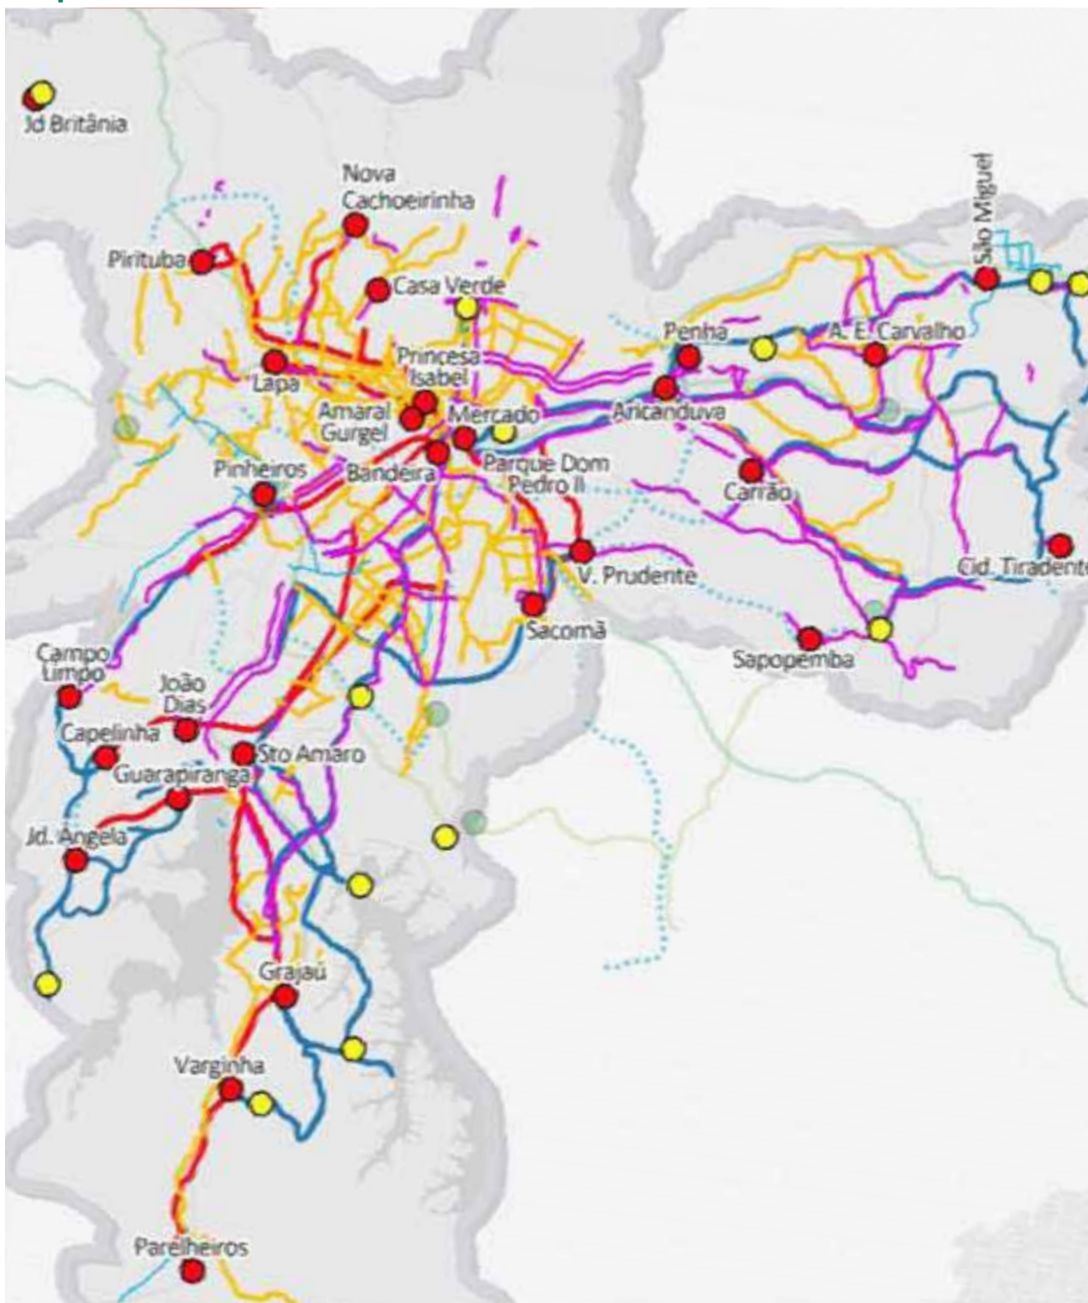 Jd Britânia
Nova
Cachoeirinha
São Miguel
Pirituba
Casa Verde
Penha
A. E. Carvalho
Princesa
Isabel
Lapa
Amaral
Gurgel
Mercado
Aricanduva
Pinheiros
Bandeira
Parque Dom
Pedro II
Carrão
V. Prudente
Cid. Tiradente
Sacomã
Sapopemba
Campo
Limpo
João
Dias
Capelinha
Sto Amaro
Guarapiranga
Jd. Angela
Grajaú
Varginha
Parelheiros